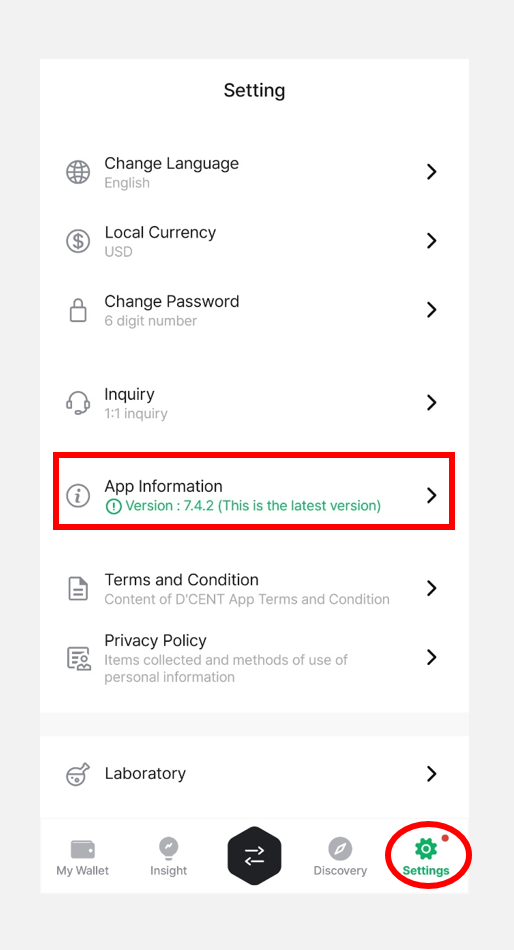 Setting
Change Language
English
Local Currency
USD
Change Password
6 digit number
Inquiry
1:1 inquiry
App Information
Version : 7.4.2 (This is the latest version)
Terms and Condition
Content of D'CENT App Terms and Condition
Privacy Policy
Items collected and methods of use of
personal information
Laboratory
My Wallet
Insight
Discovery
Settings